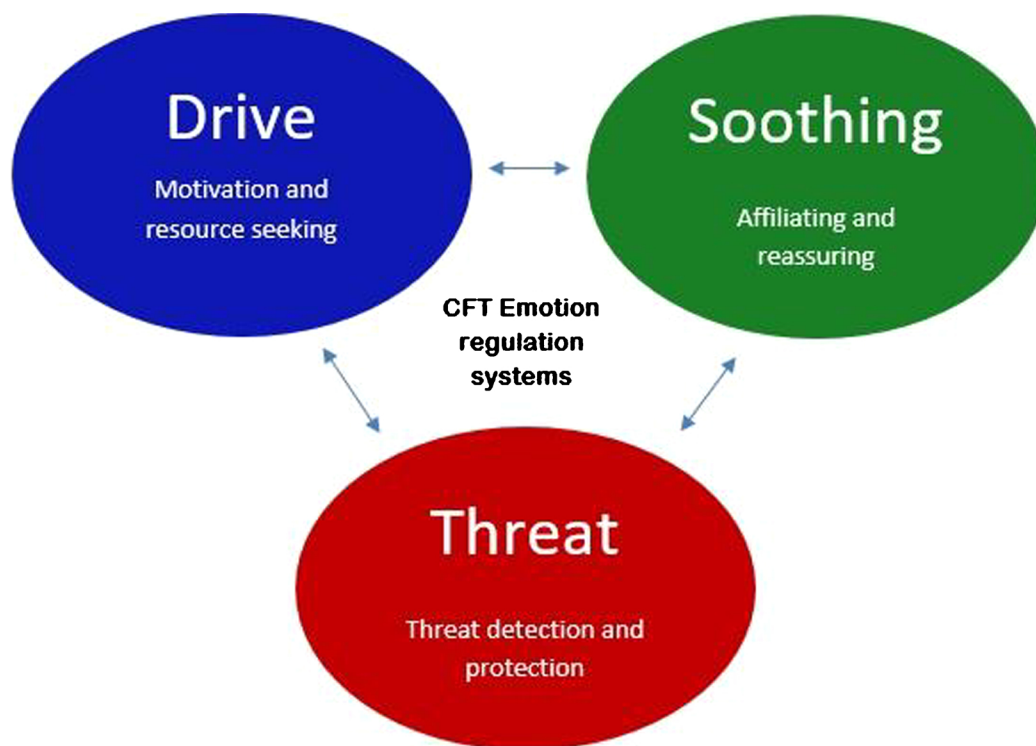 Drive
Motivation and
resource seeking
Soothing
Affiliating and
reassuring
CFT Emotion
regulation
systems
Threat
Threat detection and
protection